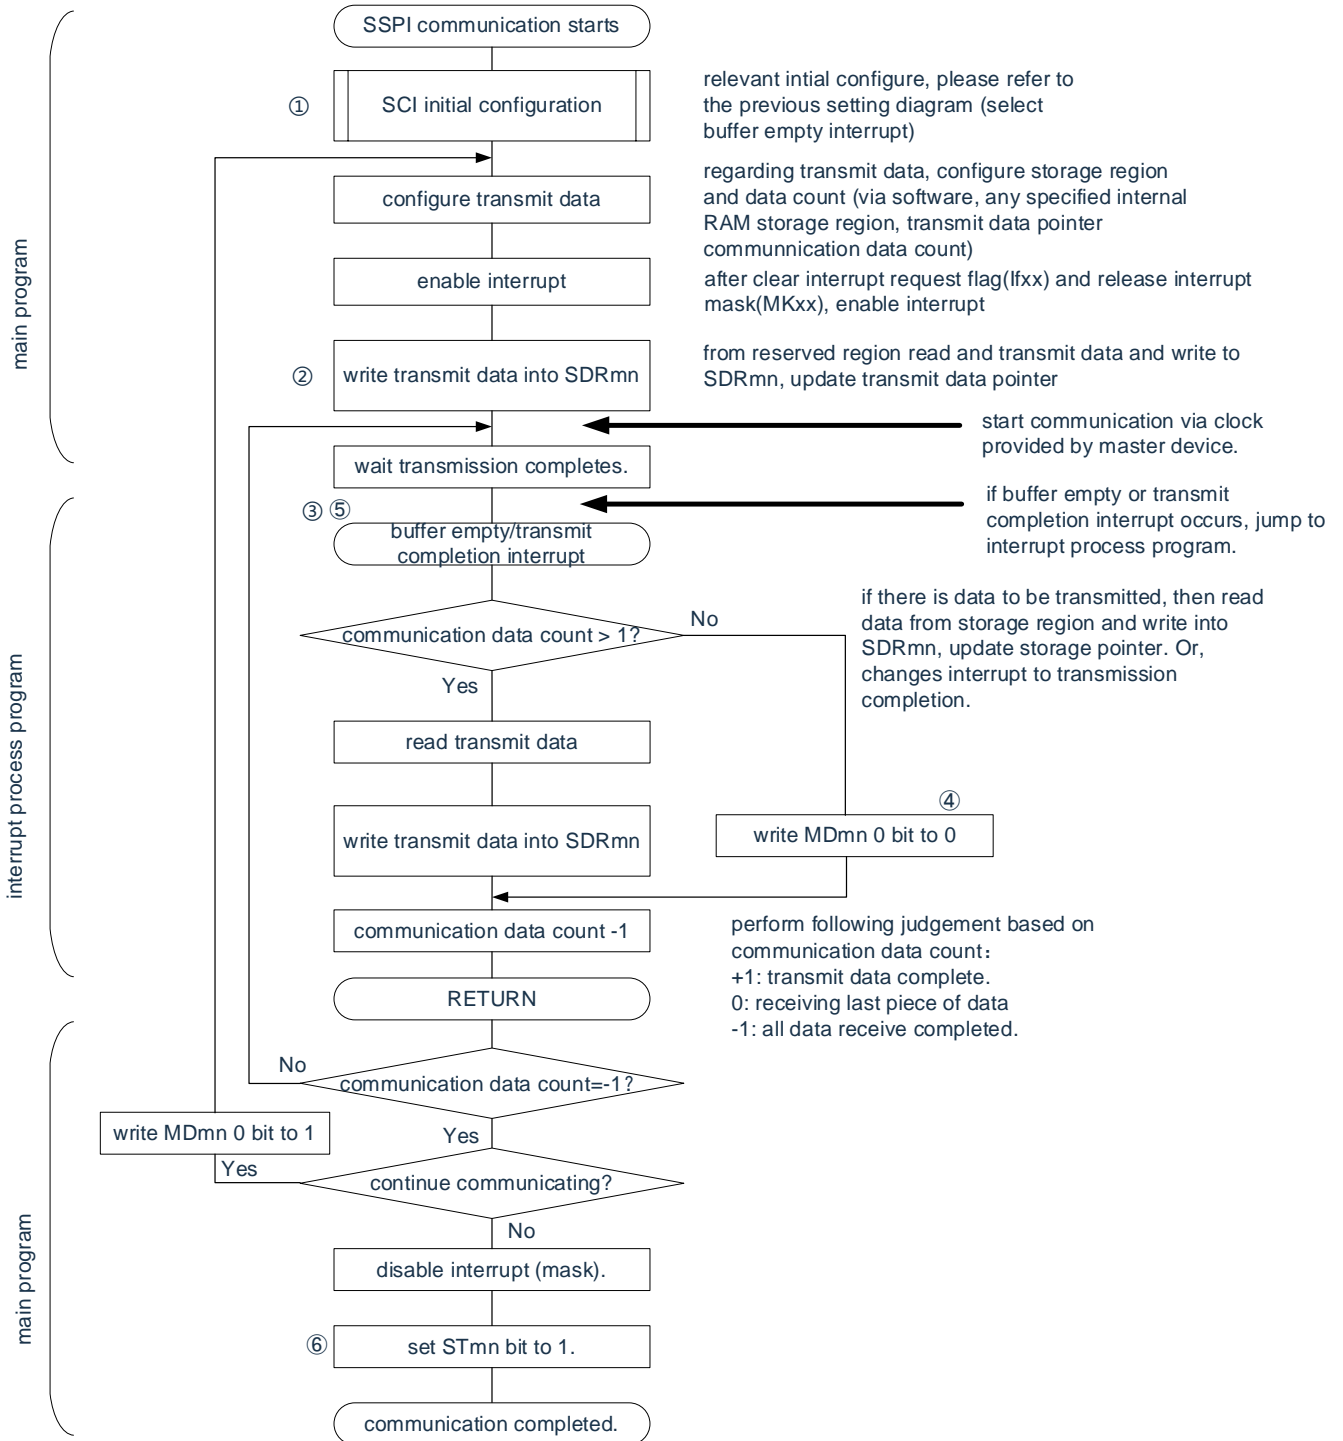 SSPI communication starts
①
SCI initial configuration
relevant intial configure, please refer to
the previous setting diagram (select
buffer empty interrupt)
configure transmit data
regarding transmit data, configure storage region
and data count (via software, any specified internal
RAM storage region, transmit data pointer
communnication data count)
enable interrupt
after clear interrupt request flag(Ifxx) and release interrupt
mask(MKxx), enable interrupt
main program
②
write transmit data into SDRmn
from reserved region read and transmit data and write to
SDRmn, update transmit data pointer
start communication via clock
provided by master device.
wait transmission completes.
③ ⑤
buffer empty/transmit
completion interrupt
if buffer empty or transmit
completion interrupt occurs, jump to
interrupt process program.
communication data count > 1?
No
Yes
if there is data to be transmitted, then read
data from storage region and write into
SDRmn, update storage pointer. Or,
changes interrupt to transmission
completion.
interrupt process program
read transmit data
write transmit data into SDRmn
④
write MDmn 0 bit to 0
communication data count -1
perform following judgement based on
communication data count：
+1: transmit data complete.
0: receiving last piece of data
-1: all data receive completed.
RETURN
No
communication data count=-1?
write MDmn 0 bit to 1
Yes
Yes
continue communicating?
No
main program
disable interrupt (mask).
⑥
set STmn bit to 1.
communication completed.